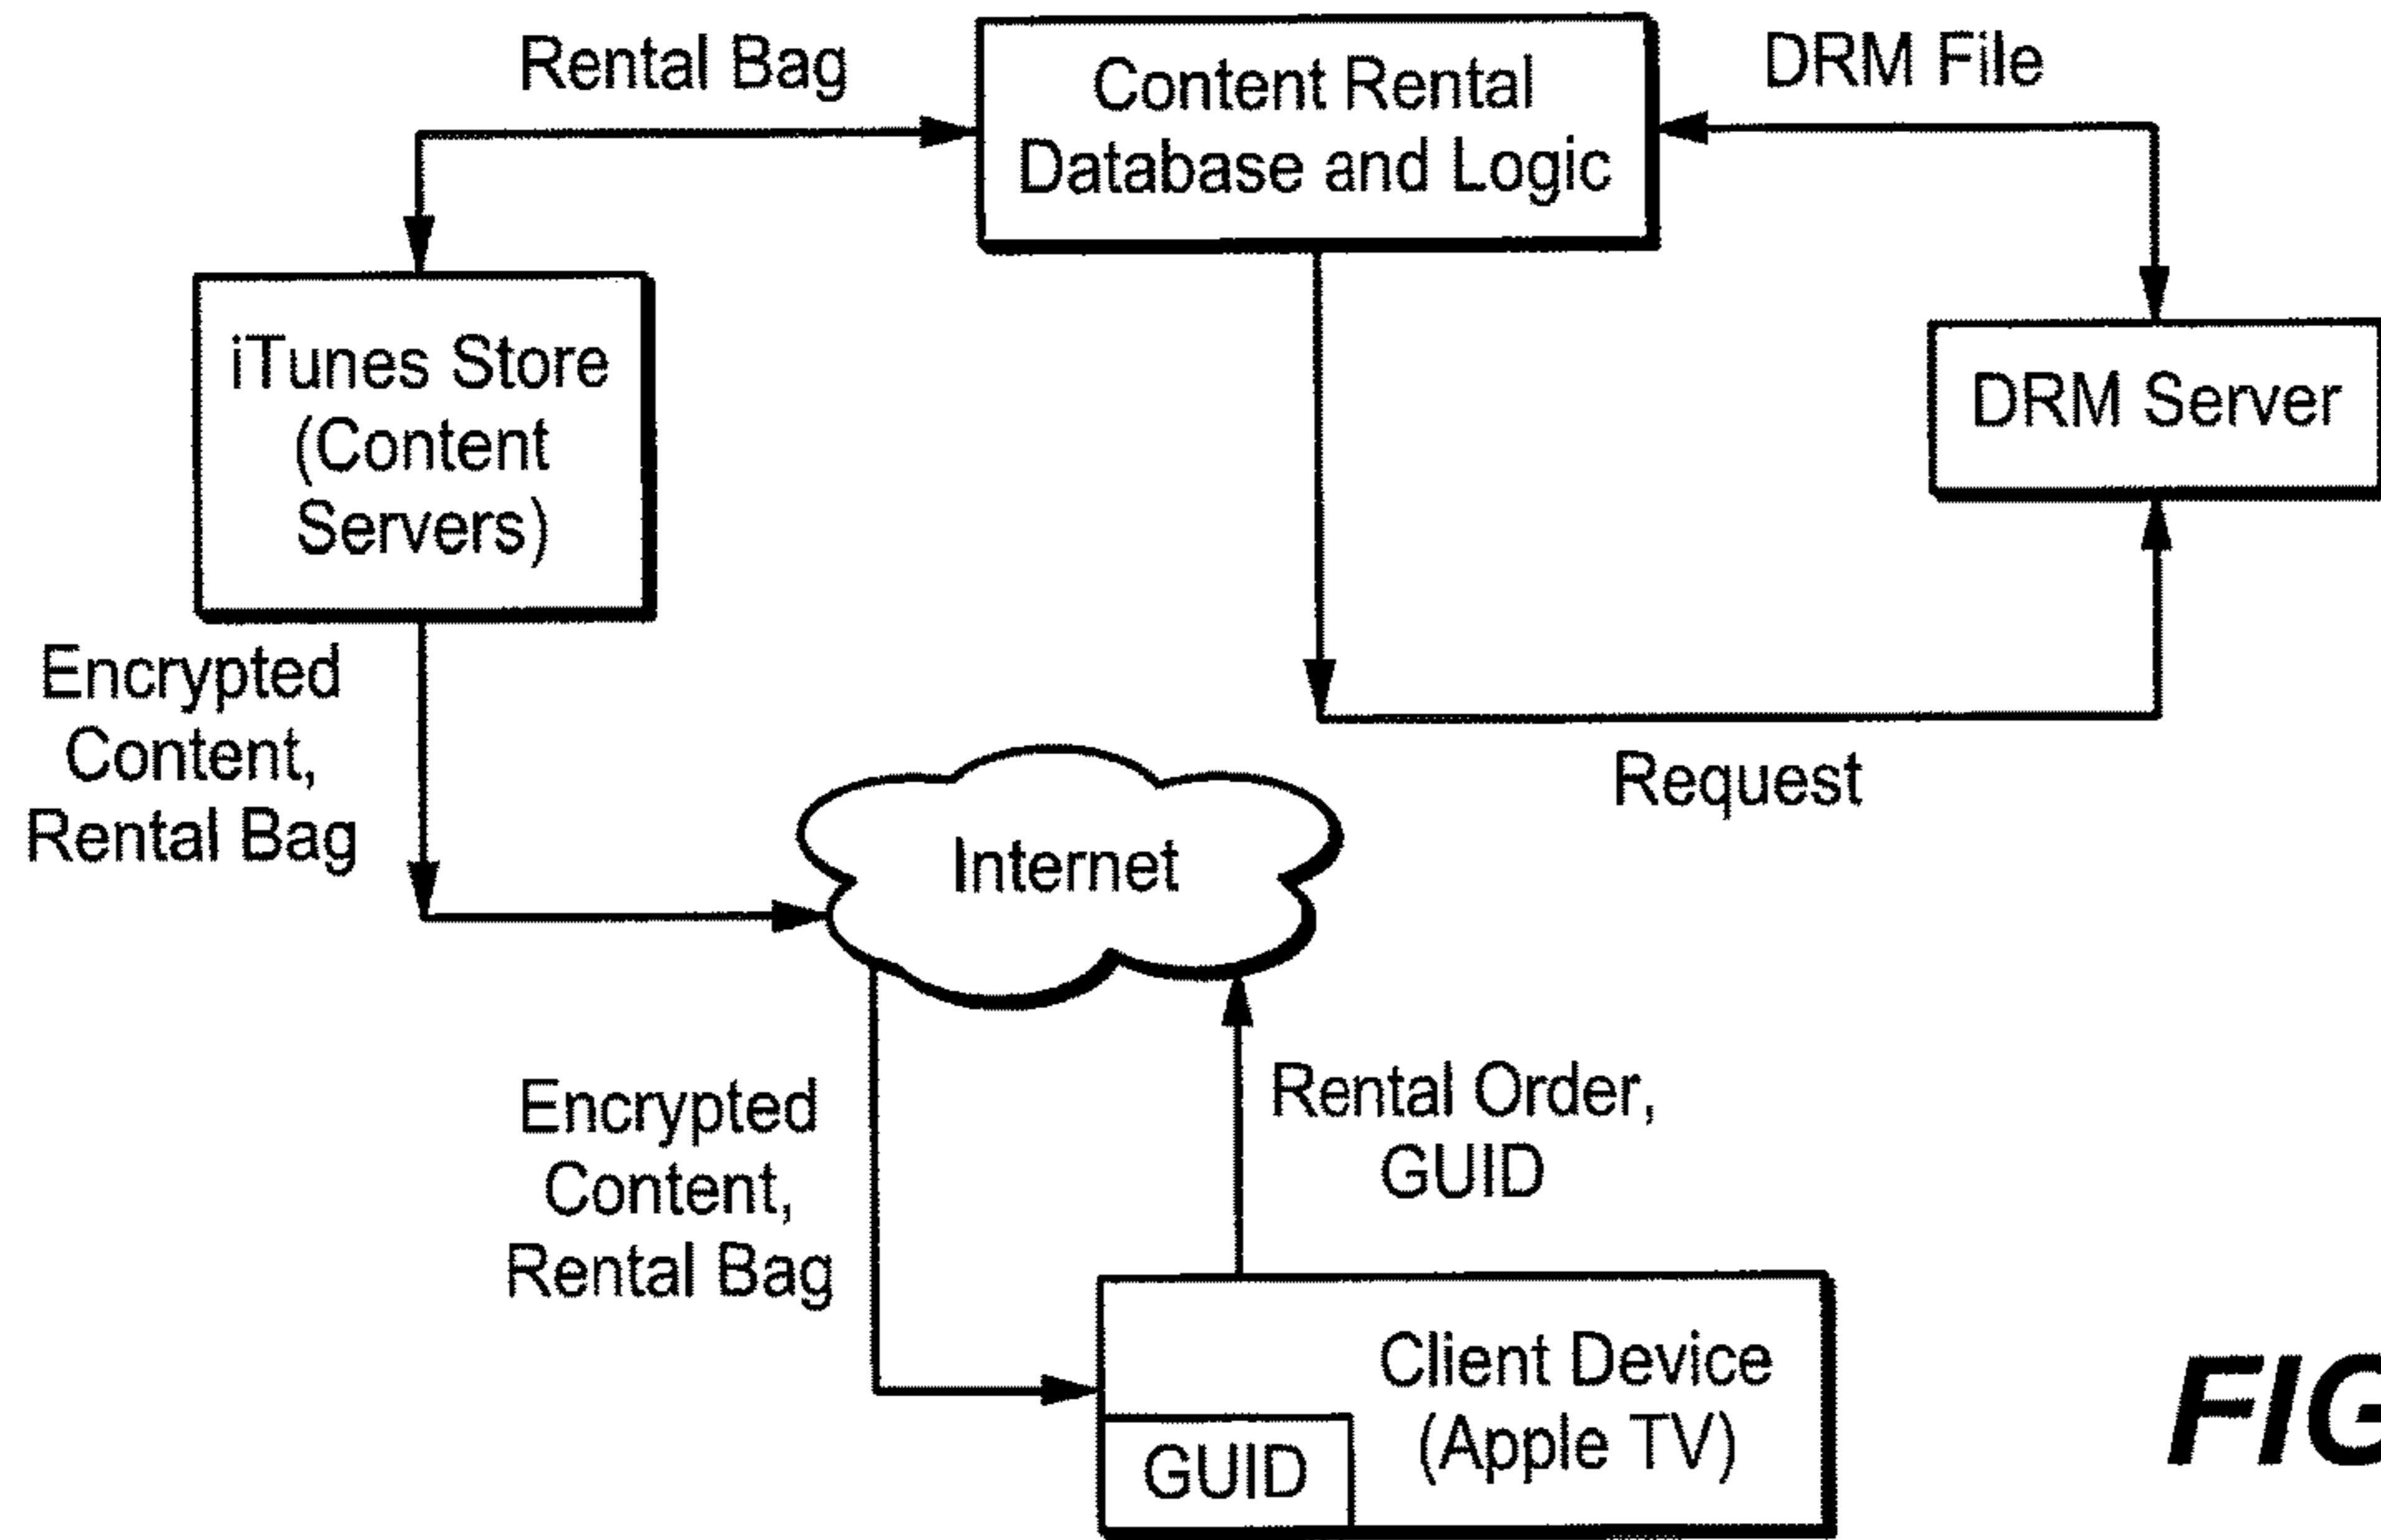 Rental Bag
Content Rental
Database and Logic
DRM File
iTunes Store
(Content
Servers)
DRM Server
Encrypted
Content,
Rental Bag
Request
Internet
Encrypted
Content,
Rental Bag
Rental Order,
GUID
Client Device
(Apple TV)
GUID
FIG